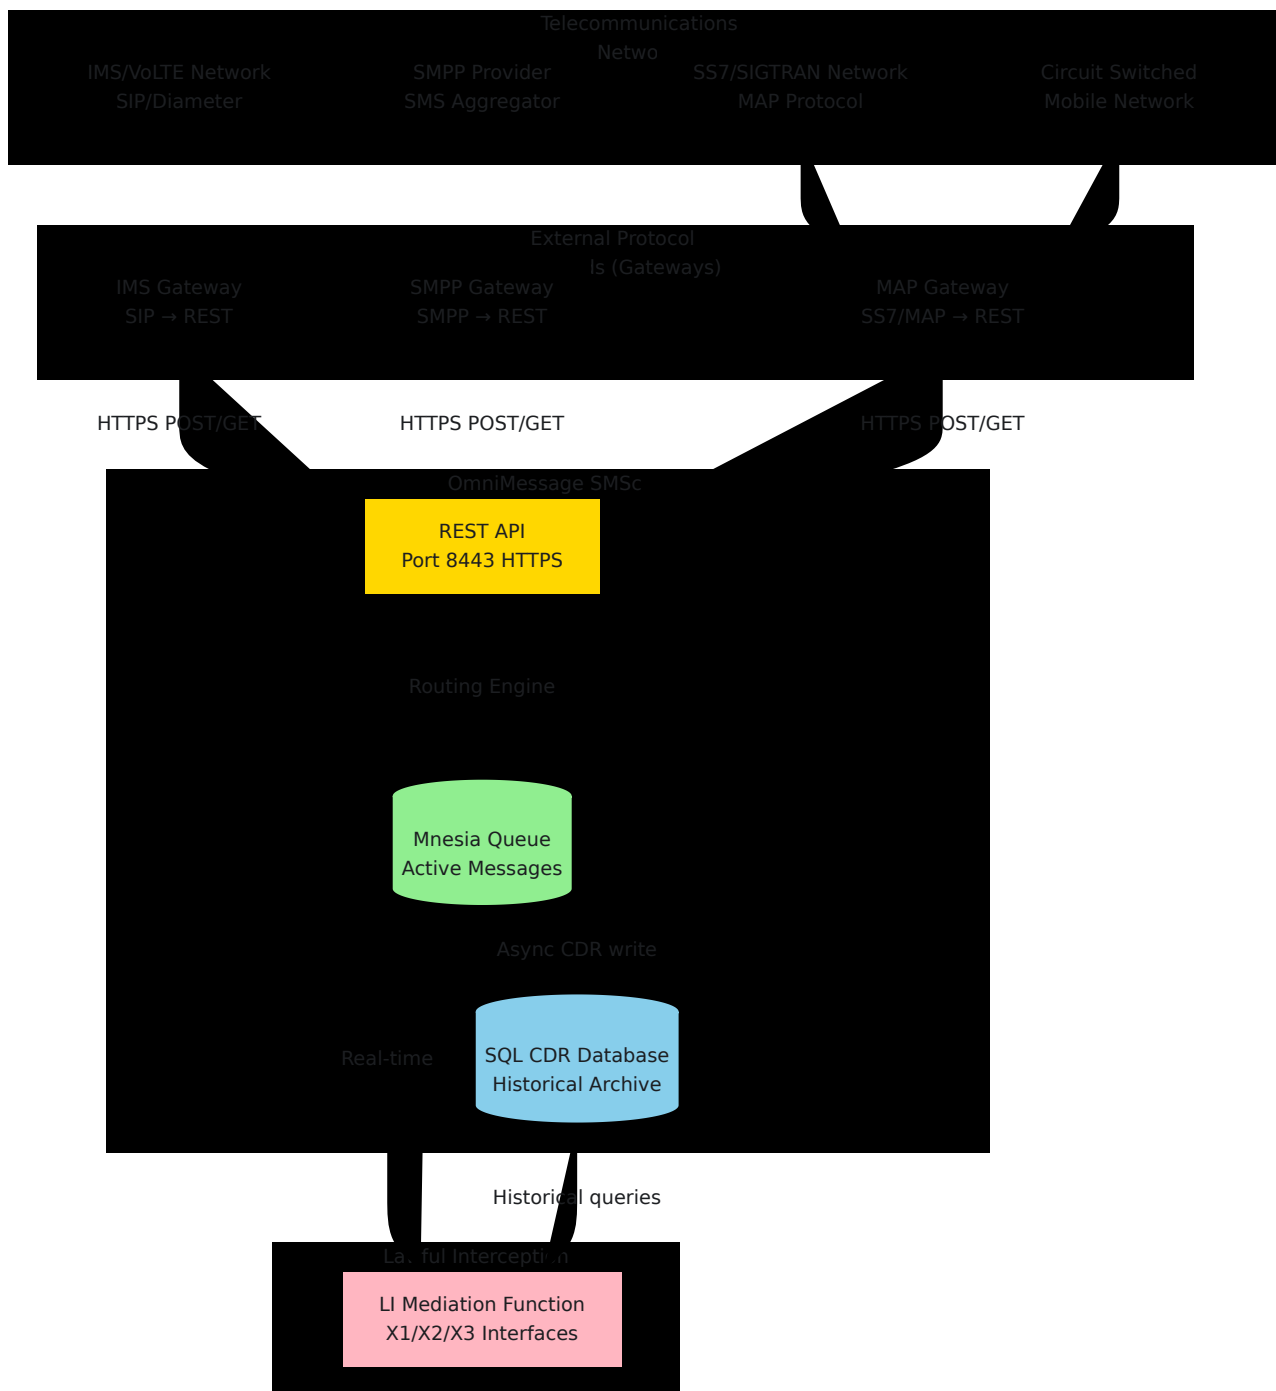 Telecommunications
Netwo
IMS/VoLTE Network
SIP/Diameter
SMPP Provider
SMS Aggregator
SS7/SIGTRAN Network
MAP Protocol
Circuit Switched
Mobile Network
External Protocol
ls (Gateways)
IMS Gateway
SIP → REST
SMPP Gateway
SMPP → REST
MAP Gateway
SS7/MAP → REST
HTTPS POST/GET
HTTPS POST/GET
HTTPS POST/GET
OmniMessage SMSc
REST API
Port 8443 HTTPS
Routing Engine
Mnesia Queue
Active Messages
Async CDR write
Real-time
SQL CDR Database
Historical Archive
Historical queries
Lawful Interception
LI Mediation Function
X1/X2/X3 Interfaces